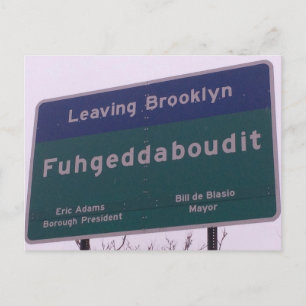 Leaving Brooklyn
Fuhgeddaboudit
Eric Adams
Borough President
Bill de Blasio
Mayor